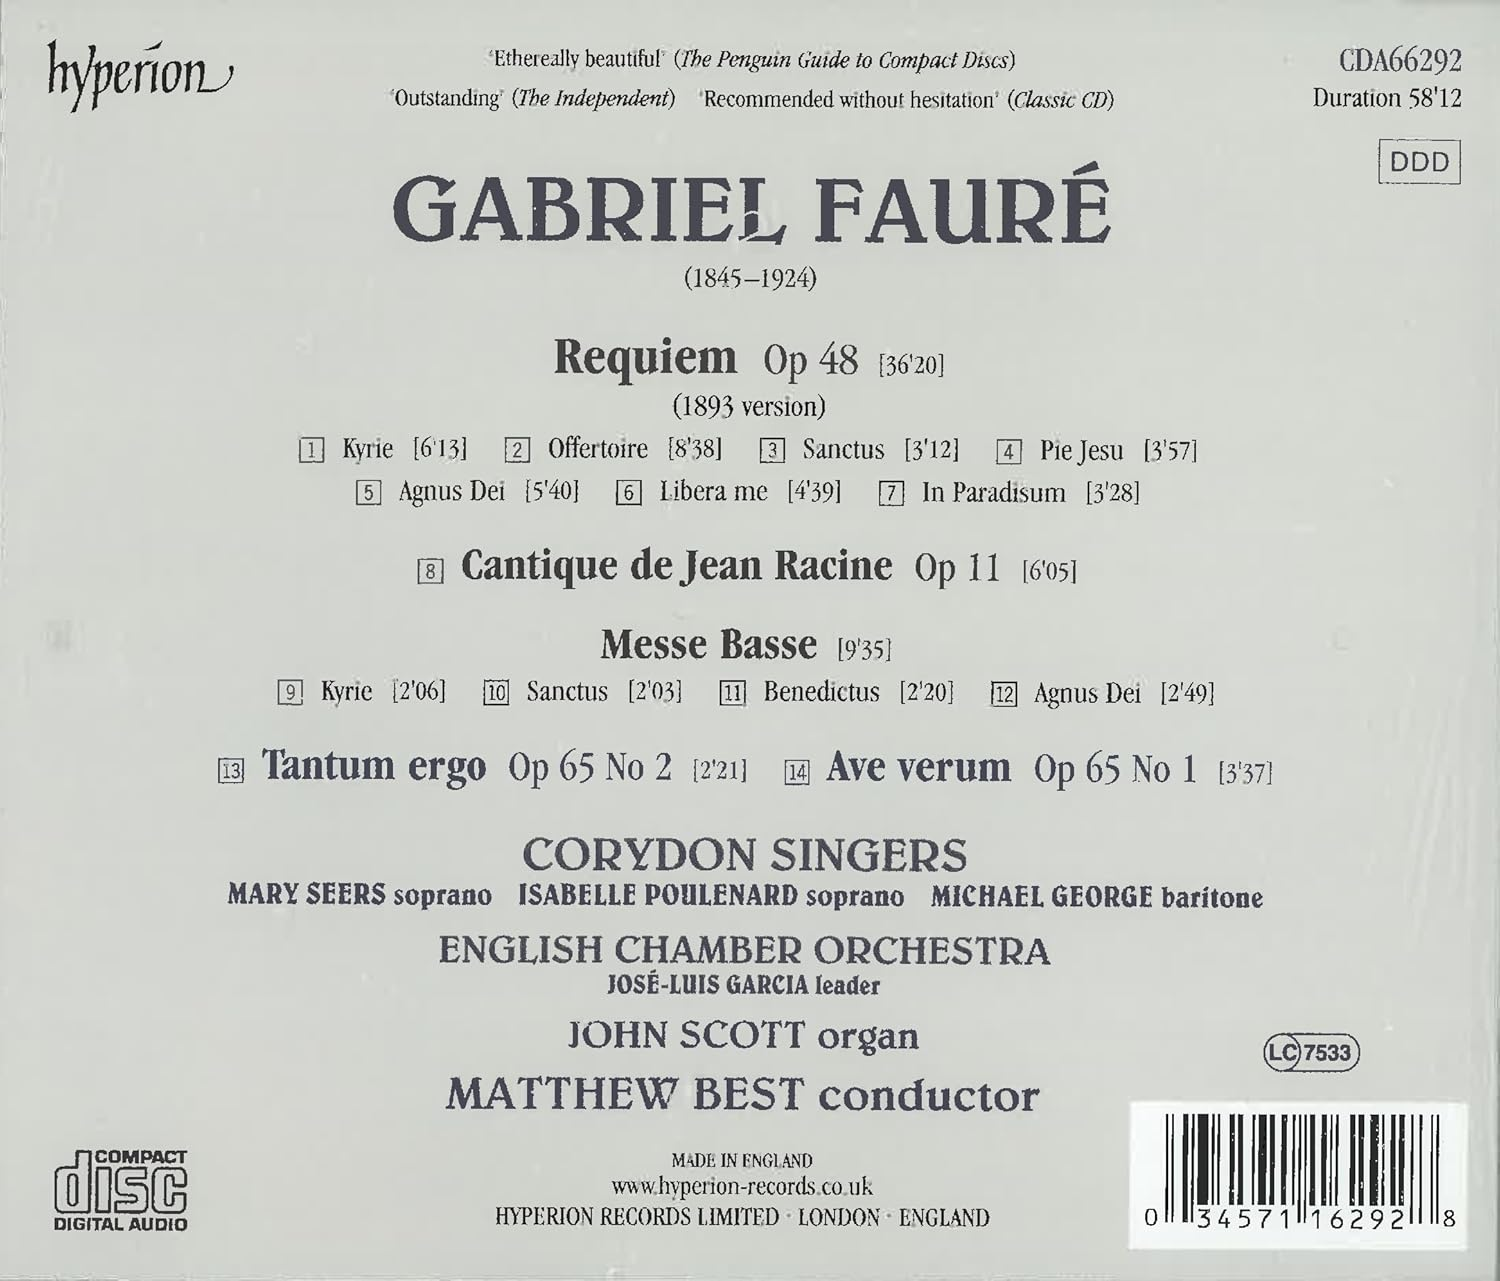 hyperion
‘Ethereally beautiful’ (The Penguin Guide to Compact Discs)
‘Outstanding’ (The Independent) ‘Recommended without hesitation’ (Classic CD)
CDA66292
Duration 58'12
DDD
GABRIEL FAURÉ
(1845–1924)
Requiem Op 48 [36'20]
(1893 version)
1 Kyrie [6'13] 2 Offertoire [8'38] 3 Sanctus [3'12] 4 Pie Jesu [3'57]
5 Agnus Dei [5'40] 6 Libera me [4'39] 7 In Paradisum [3'28]
8 Cantique de Jean Racine Op 11 [6'05]
Messe Basse [9'35]
9 Kyrie [2'06] 10 Sanctus [2'03] 11 Benedictus [2'20] 12 Agnus Dei [2'49]
13 Tantum ergo Op 65 No 2 [2'21] 14 Ave verum Op 65 No 1 [3'37]
CORYDON SINGERS
MARY SEERS soprano ISABELLE POULENARD soprano MICHAEL GEORGE baritone
ENGLISH CHAMBER ORCHESTRA
JOSÉ-LUIS GARCIA leader
JOHN SCOTT organ
MATTHEW BEST conductor
LC 7533
COMPACT
disc
DIGITAL AUDIO
MADE IN ENGLAND
www.hyperion-records.co.uk
HYPERION RECORDS LIMITED · LONDON · ENGLAND
0 34571 16292 8